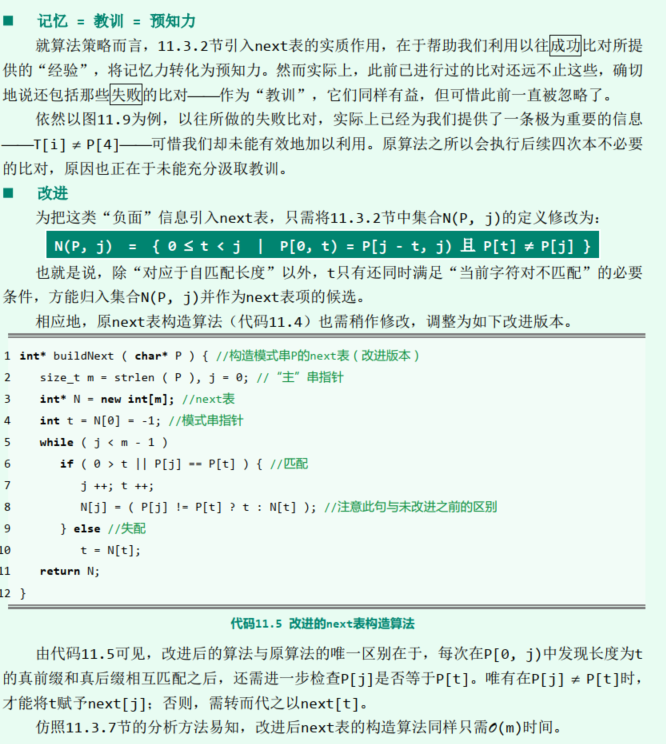 ■ 记忆 = 教训 = 预知力
就算法策略而言，11.3.2节引入next表的实质作用，在于帮助我们利用以往成功比对所提
供的“经验”，将记忆力转化为预知力。然而实际上，此前已进行过的比对还远不止这些，确切
地说还包括那些失败的比对——作为“教训”，它们同样有益，但可惜此前一直被忽略了。
依然以图11.9为例，以往所做的失败比对，实际上已经为我们提供了一条极为重要的信息
——T[i] ≠ P[4]——可惜我们却未能有效地加以利用。原算法之所以会执行后续四次本不必要
的比对，原因也正在于未能充分汲取教训。
■ 改进
为把这类“负面”信息引入next表，只需将11.3.2节中集合N(P, j)的定义修改为：
N(P, j) = { 0 ≤ t < j | P[0, t) = P[j - t, j) 且 P[t] ≠ P[j] }
也就是说，除“对应于自匹配长度”以外，t只有还同时满足“当前字符对不匹配”的必要
条件，方能归入集合N(P, j)并作为next表项的候选。
相应地，原next表构造算法（代码11.4）也需稍作修改，调整为如下改进版本。
1 int* buildNext ( char* P ) { //构造模式串P的next表（改进版本）
2 size_t m = strlen ( P ), j = 0; //“主”串指针
3 int* N = new int[m]; //next表
4 int t = N[0] = -1; //模式串指针
5 while ( j < m - 1 )
6 if ( 0 > t || P[j] == P[t] ) { //匹配
7 j ++; t ++;
8 N[j] = ( P[j] != P[t] ? t : N[t] ); //注意此句与未改进之前的区别
9 } else //失配
10 t = N[t];
11 return N;
12 }
代码11.5 改进的next表构造算法
由代码11.5可见，改进后的算法与原算法的唯一区别在于，每次在P[0, j)中发现长度为t
的真前缀和真后缀相互匹配之后，还需进一步检查P[j]是否等于P[t]。唯有在P[j] ≠ P[t]时，
才能将t赋予next[j]；否则，需转而代之以next[t]。
仿照11.3.7节的分析方法易知，改进后next表的构造算法同样只需O(m)时间。